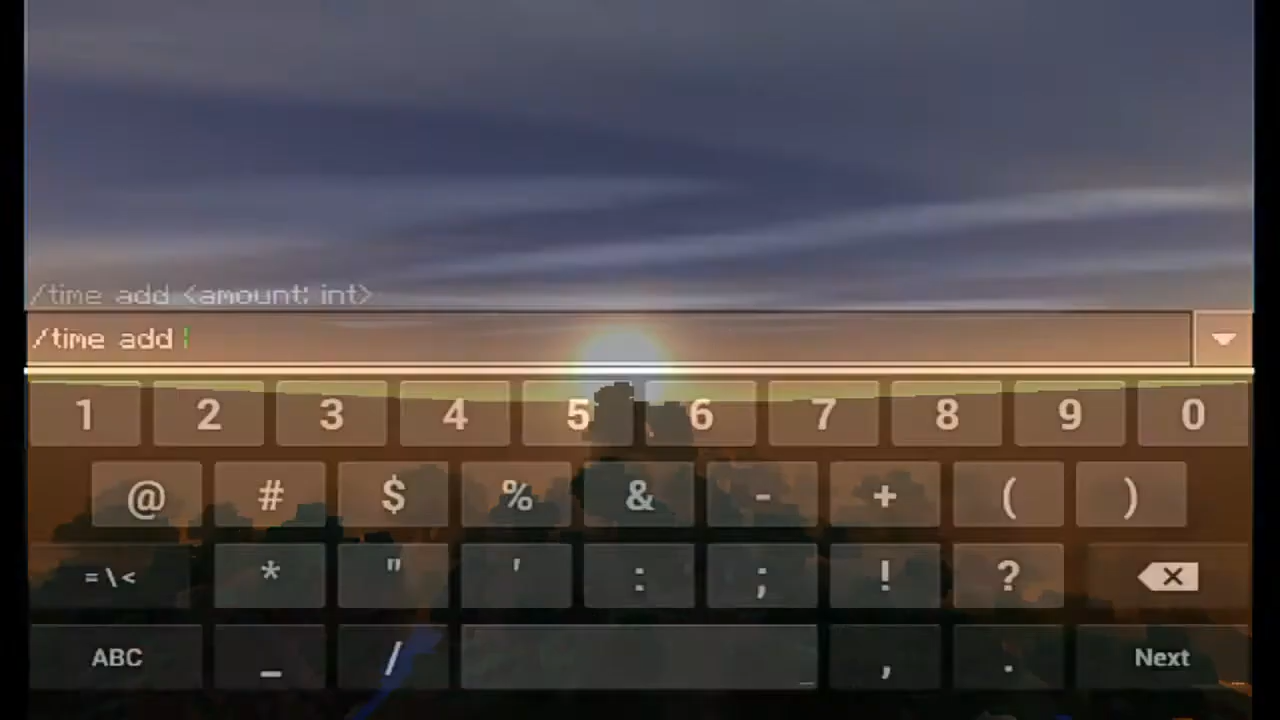 /time add <amount: int>
/time add
1 2 3 4 5 6 7 8 9 0
@ # $ % & - + ( )
=\< * " ' : ; ! ?
ABC _ / , . Next